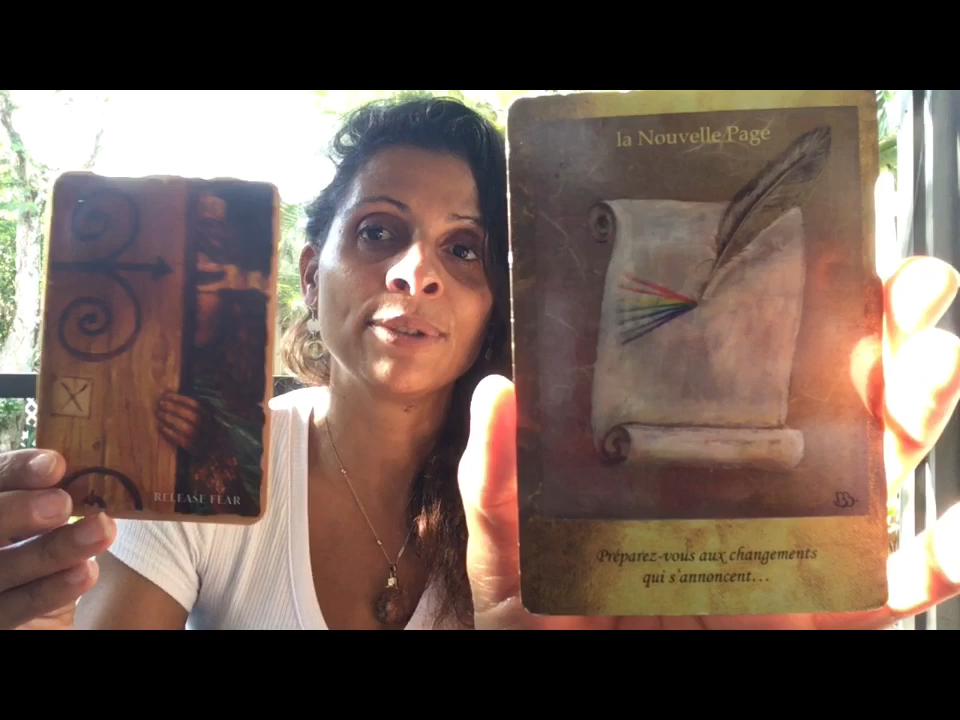 RELEASE FEAR
la Nouvelle Page
Préparez-vous aux changements
qui s'annoncent...